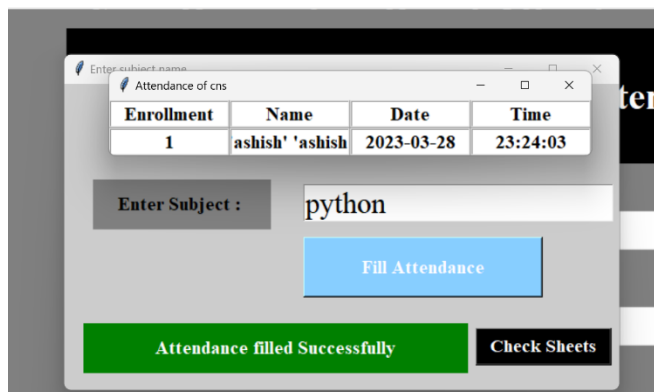 Enter subject name
Attendance of cns
Enrollment Name Date Time
1 ashish' 'ashish 2023-03-28 23:24:03
Enter Subject : python
Fill Attendance
Attendance filled Successfully
Check Sheets